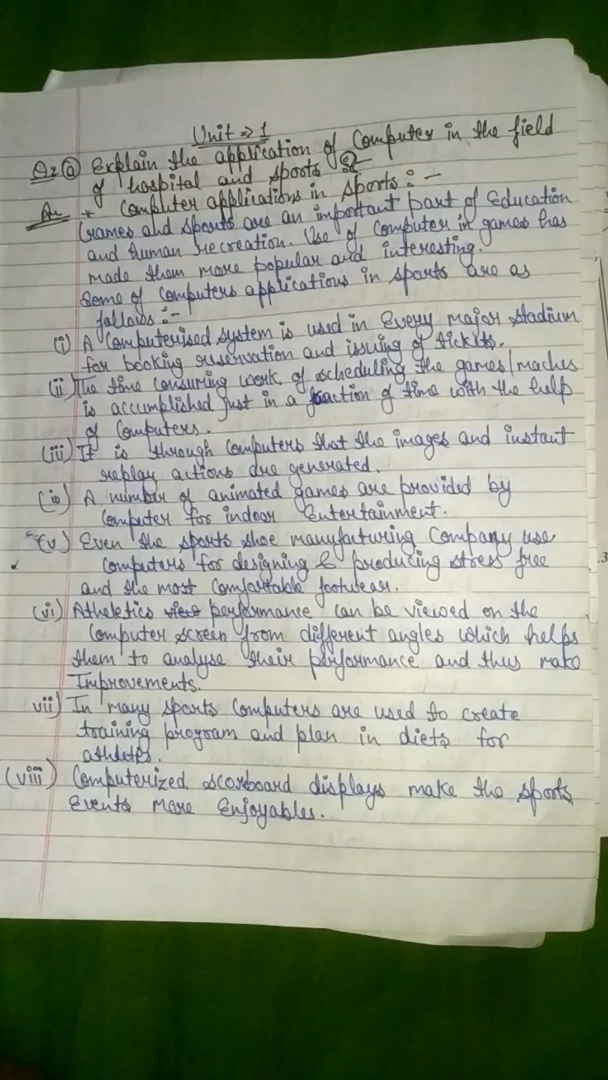 Unit ⇒ 1
Q2 ⓐ Explain the application of Computer in the field
of hospital and sports ?
An * Computer applications in sports : -
Games and sports are an important part of Education
and human recreation. Use of Computer in games has
made them more popular and interesting.
Some of Computers applications in sports are as
follows :-
(i) A Computerised system is used in Every major stadium
for booking reservation and issuing of tickits.
(ii) The time Consuming work of scheduling the games/maches
is accomplished just in a fraction of time with the help
of Computers.
(iii) It is through Computers that the images and instant
replay actions are generated.
(iv) A number of animated games are provided by
Computer for indoor Entertainment.
(v) Even the sports shoe manufacturing Company use
Computers for designing & producing stress free
and the most Comfortable footwear.
(vi) Atheletics view performance can be viewed on the
Computer screen from different angles which helps
them to analyse their performance and thus make
Improvements.
vii) In many sports Computers are used to create
training program and plan in diets for
athletes.
(viii) Computerized scoreboard displays make the sports
Events more Enjoyables.
3